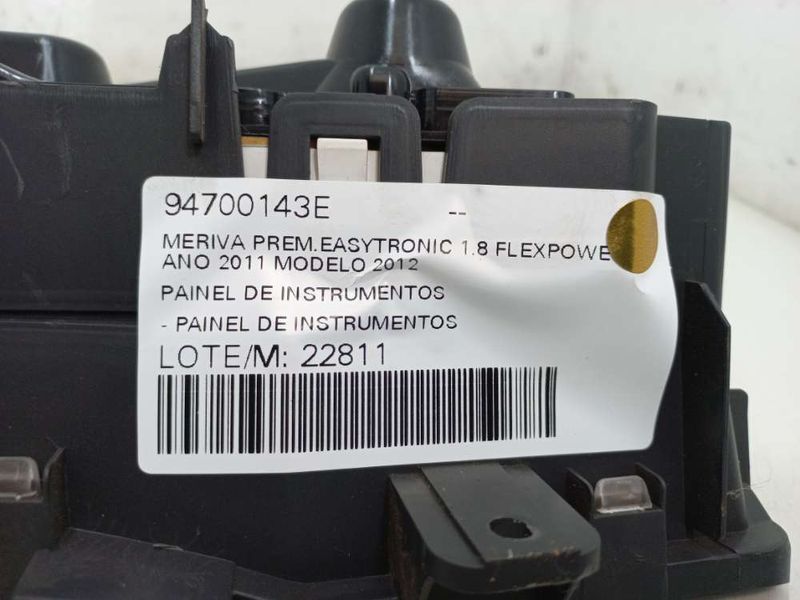 94700143E --
MERIVA PREM.EASYTRONIC 1.8 FLEXPOWE
ANO 2011 MODELO 2012
PAINEL DE INSTRUMENTOS
- PAINEL DE INSTRUMENTOS
LOTE/M: 22811